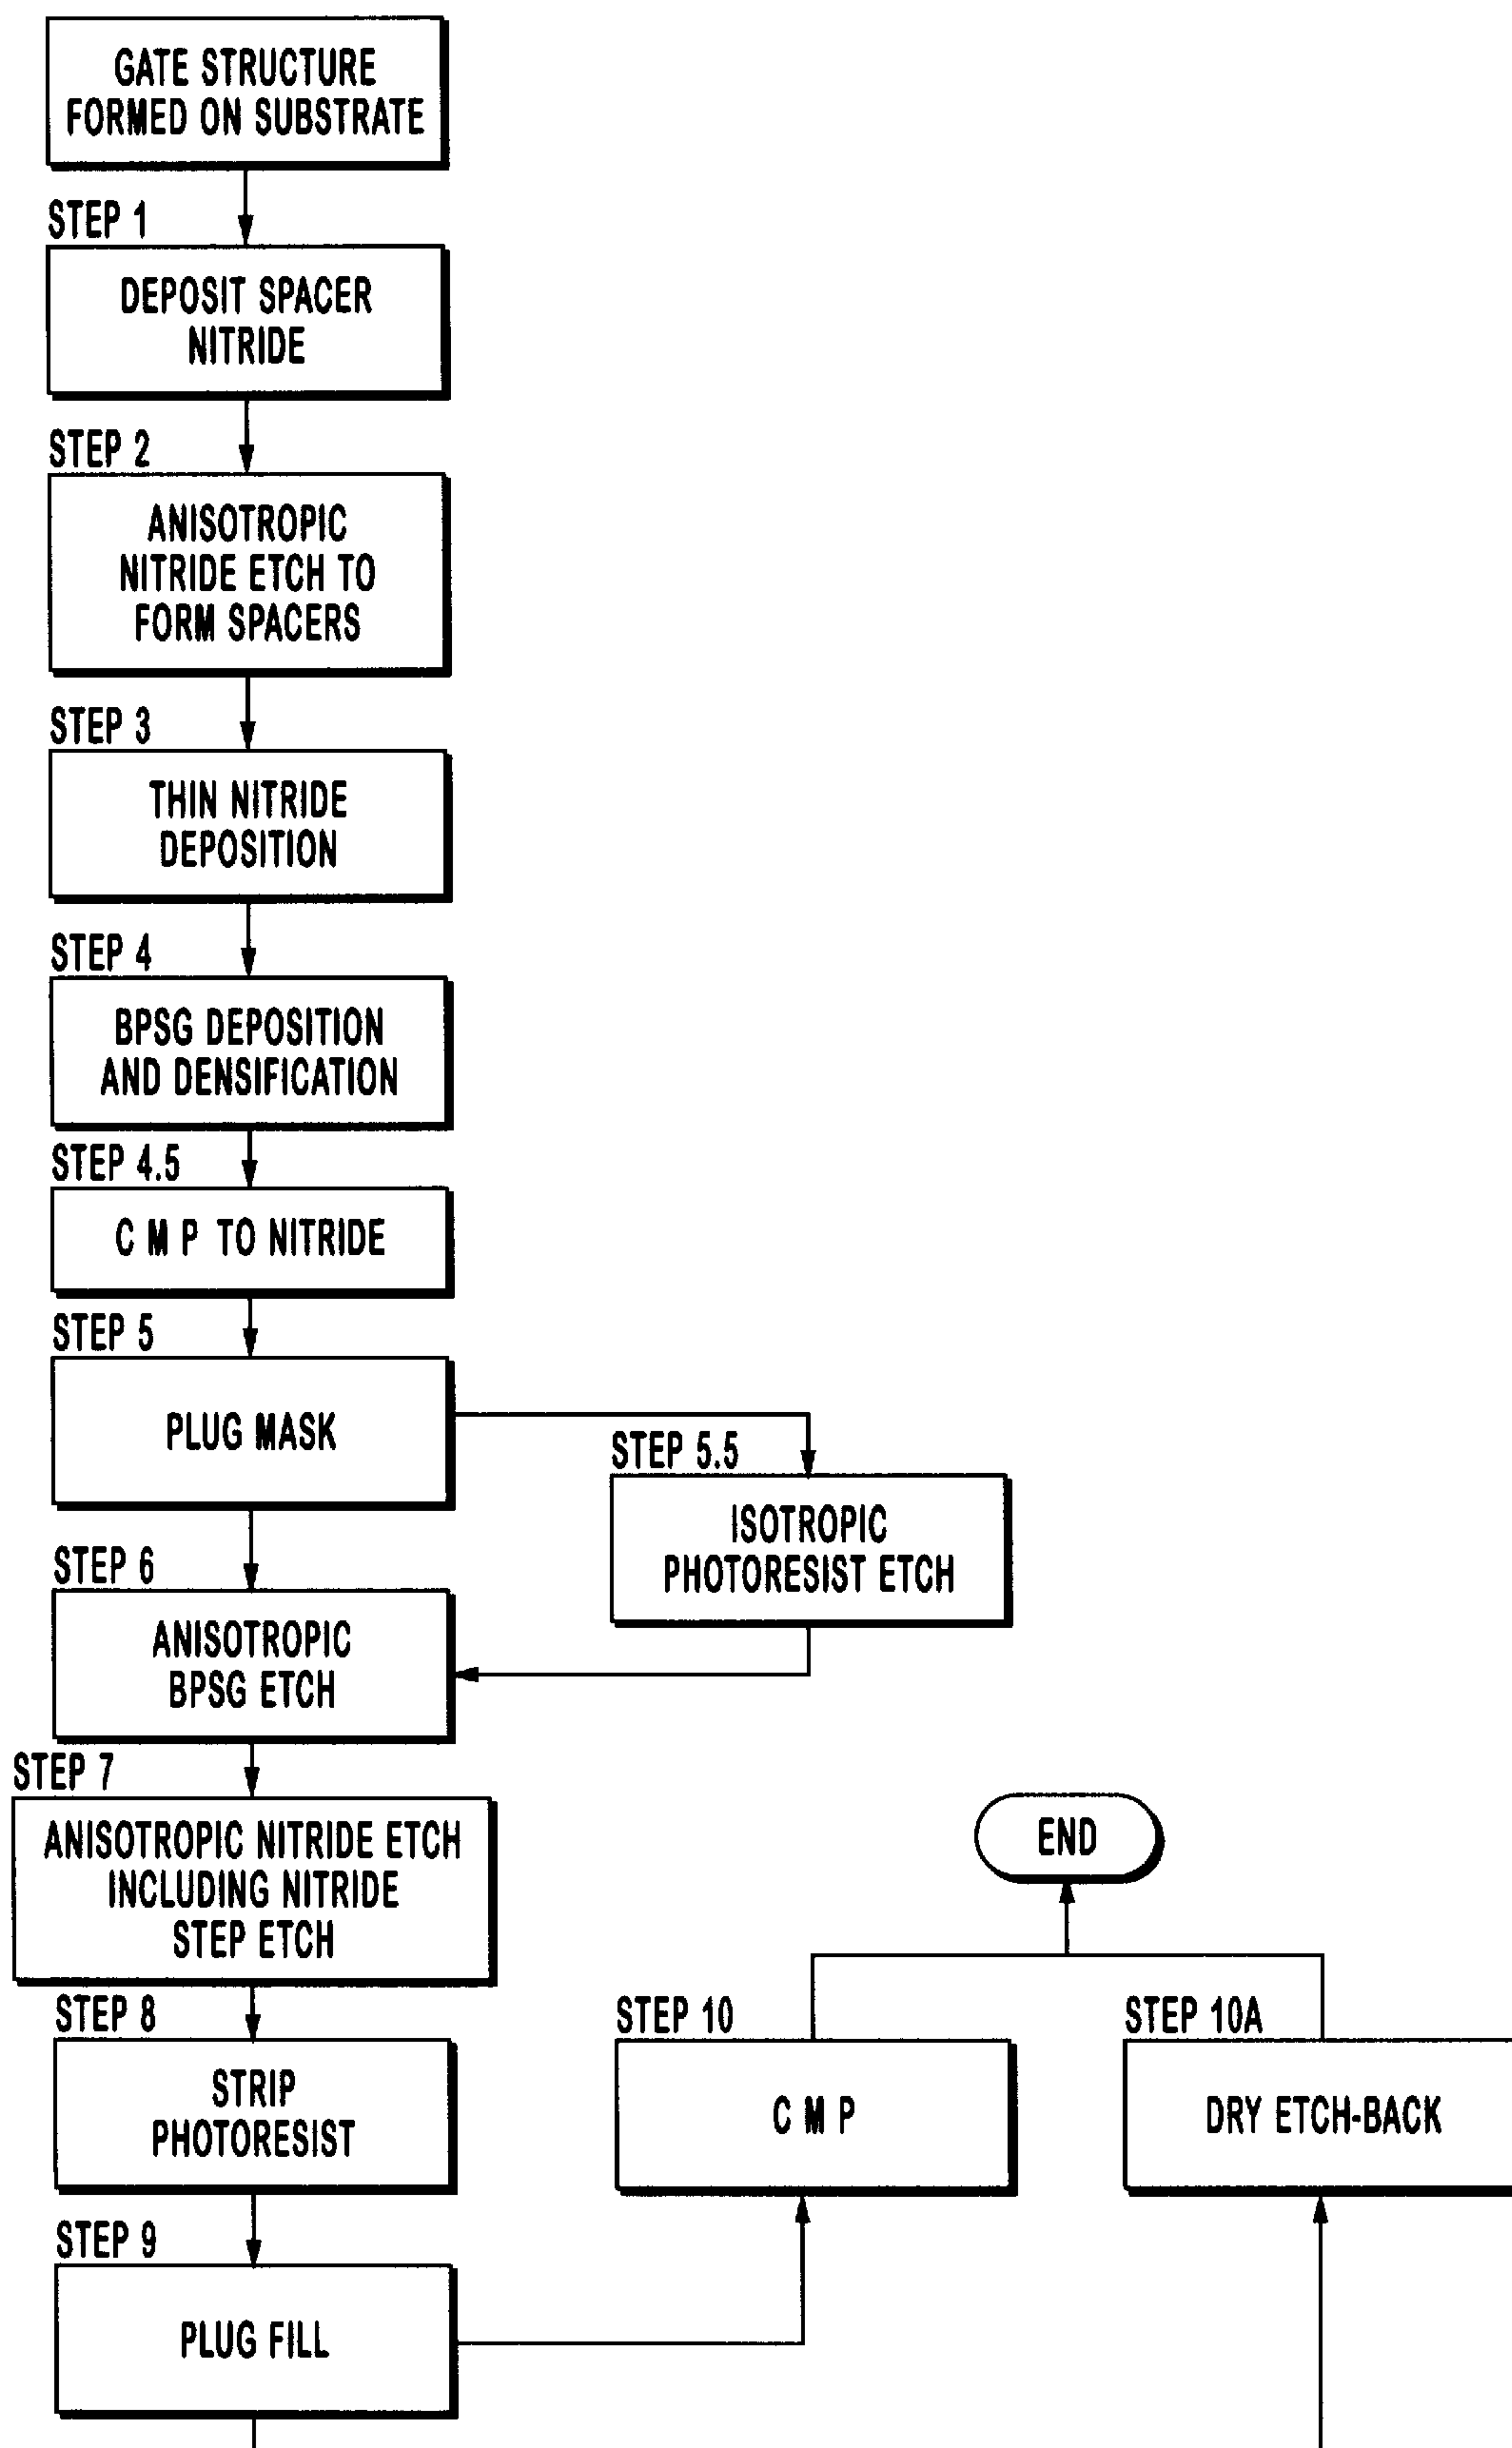 GATE STRUCTURE
FORMED ON SUBSTRATE
STEP 1
DEPOSIT SPACER
NITRIDE
STEP 2
ANISOTROPIC
NITRIDE ETCH TO
FORM SPACERS
STEP 3
THIN NITRIDE
DEPOSITION
STEP 4
BPSG DEPOSITION
AND DENSIFICATION
STEP 4.5
C M P TO NITRIDE
STEP 5
PLUG MASK
STEP 5.5
ISOTROPIC
PHOTORESIST ETCH
STEP 6
ANISOTROPIC
BPSG ETCH
STEP 7
ANISOTROPIC NITRIDE ETCH
INCLUDING NITRIDE
STEP ETCH
STEP 8
STRIP
PHOTORESIST
STEP 9
PLUG FILL
STEP 10
C M P
STEP 10A
DRY ETCH-BACK
END